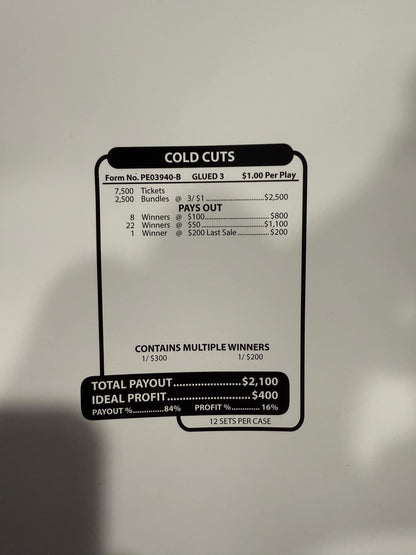 COLD CUTS
Form No. PE03940-B GLUED 3 $1.00 Per Play
7,500 Tickets
2,500 Bundles @ 3/ $1..............................$2,500
PAYS OUT
8 Winners @ $100..............................$800
22 Winners @ $50..............................$1,100
1 Winner @ $200 Last Sale..............$200
CONTAINS MULTIPLE WINNERS
1/ $300 1/ $200
TOTAL PAYOUT......................$2,100
IDEAL PROFIT...........................$400
PAYOUT %..............84% PROFIT %............. 16%
12 SETS PER CASE